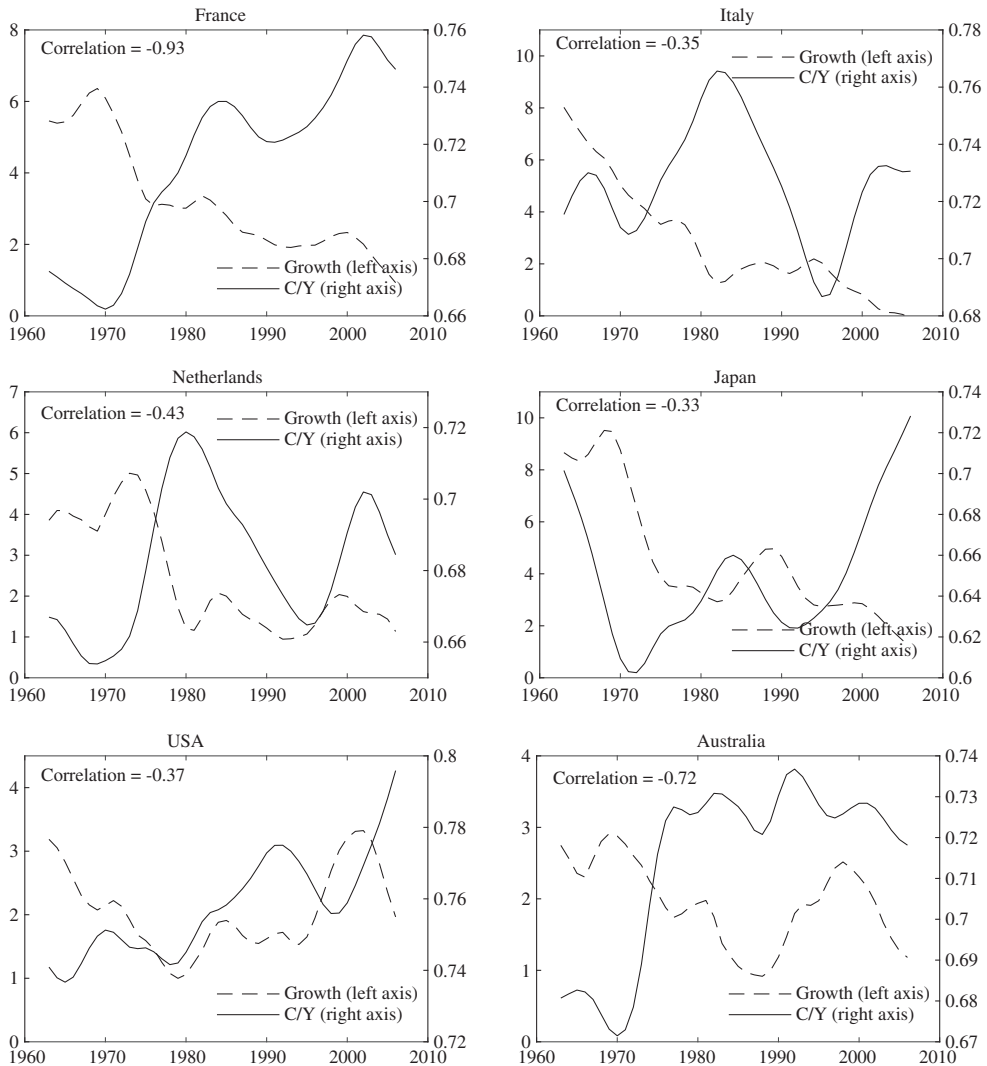 France
Correlation = -0.93
8
6
4
2
0
0.76
0.74
0.72
0.7
0.68
0.66
Growth (left axis)
C/Y (right axis)
1960 1970 1980 1990 2000 2010
Italy
Correlation = -0.35
Growth (left axis)
C/Y (right axis)
10
8
6
4
2
0
0.78
0.76
0.74
0.72
0.7
0.68
1960 1970 1980 1990 2000 2010
Netherlands
Correlation = -0.43
Growth (left axis)
C/Y (right axis)
7
6
5
4
3
2
1
0
0.72
0.7
0.68
0.66
1960 1970 1980 1990 2000 2010
Japan
Correlation = -0.33
10
8
6
4
2
0
0.74
0.72
0.7
0.68
0.66
0.64
0.62
0.6
Growth (left axis)
C/Y (right axis)
1960 1970 1980 1990 2000 2010
USA
Correlation = -0.37
4
3
2
1
0
0.8
0.78
0.76
0.74
0.72
Growth (left axis)
C/Y (right axis)
1960 1970 1980 1990 2000 2010
Australia
Correlation = -0.72
4
3
2
1
0
0.74
0.73
0.72
0.71
0.7
0.69
0.68
0.67
Growth (left axis)
C/Y (right axis)
1960 1970 1980 1990 2000 2010